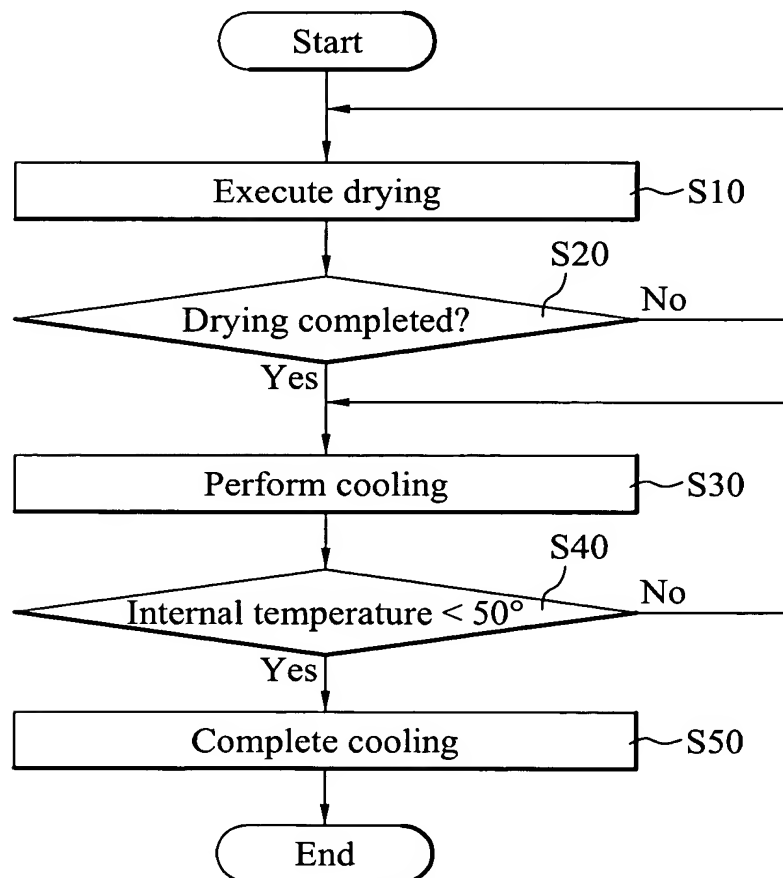 Start
Execute drying
S10
S20
Drying completed?
No
Yes
Perform cooling
S30
S40
Internal temperature < 50°
No
Yes
Complete cooling
S50
End